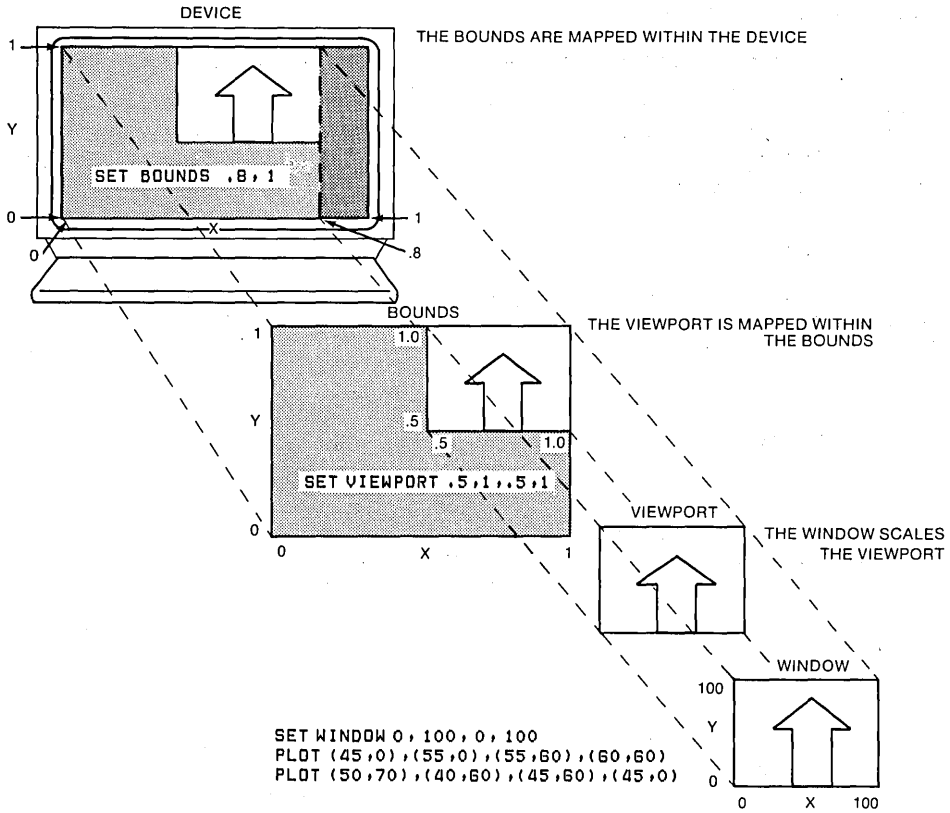 DEVICE
THE BOUNDS ARE MAPPED WITHIN THE DEVICE
1
Y
SET BOUNDS .8,1
0
X
1
0
.8
BOUNDS
THE VIEWPORT IS MAPPED WITHIN
THE BOUNDS
1
1.0
Y
.5
.5
1.0
SET VIEWPORT .5,1,.5,1
0
0
X
1
VIEWPORT
THE WINDOW SCALES
THE VIEWPORT
WINDOW
100
Y
0
0
X
100
SET WINDOW 0,100,0,100
PLOT (45,0),(55,0),(55,60),(60,60)
PLOT (50,70),(40,60),(45,60),(45,0)